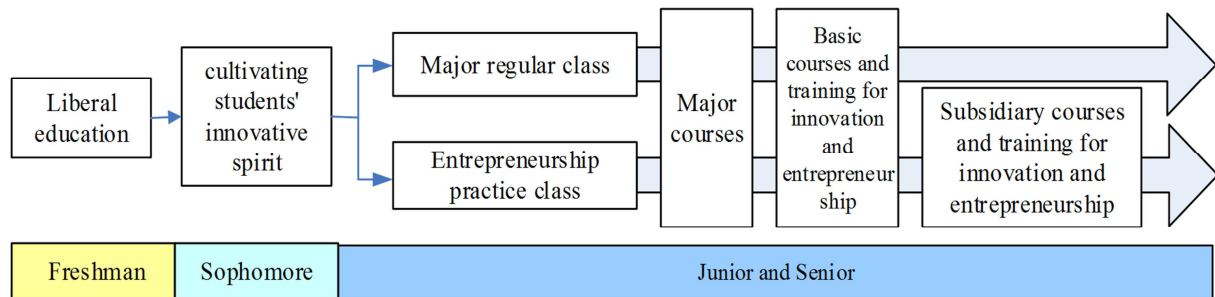 Liberal
education
cultivating
students'
innovative
spirit
Major regular class
Entrepreneurship
practice class
Major
courses
Basic
courses and
training for
innovation
and
entrepreneur
ship
Subsidiary courses
and training for
innovation and
entrepreneurship
Freshman
Sophomore
Junior and Senior